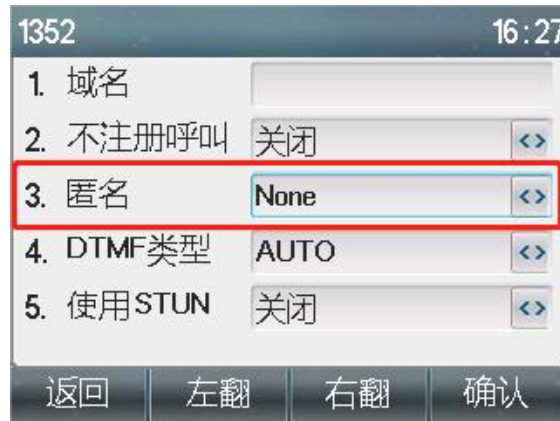 1352 16:27
1. 域名
2. 不注册呼叫 关闭
3. 匿名 None
4. DTMF类型 AUTO
5. 使用STUN 关闭
返回 左翻 右翻 确认